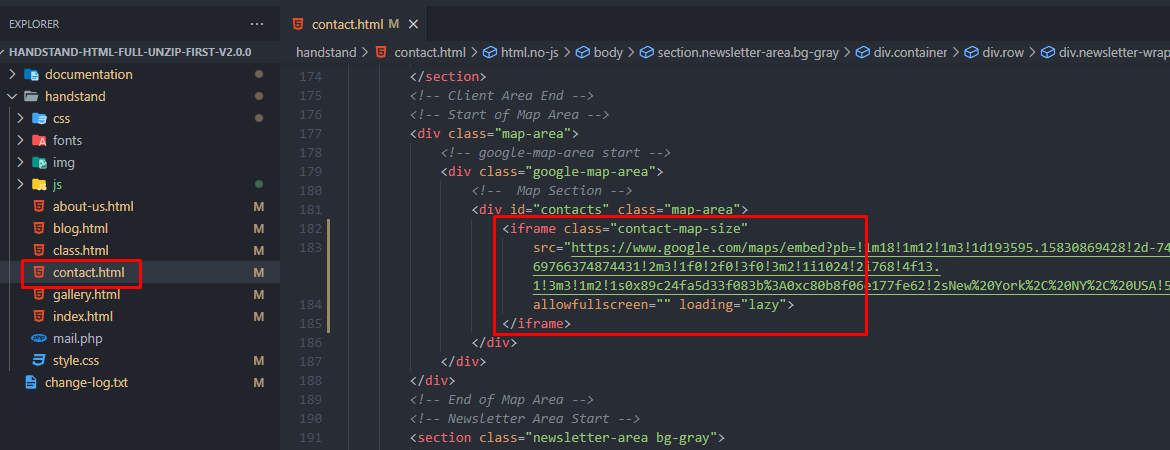 EXPLORER ...
HANDSTAND-HTML-FULL-UNZIP-FIRST-V2.0.0
documentation
handstand
css
fonts
img
js
about-us.html M
blog.html M
class.html M
contact.html M
gallery.html M
index.html M
mail.php
style.css M
change-log.txt M
contact.html M ×
handstand > contact.html > html.no-js > body > section.newsletter-area.bg-gray > div.container > div.row > div.newsletter-wrap
174 </section>
175 <!-- Client Area End -->
176 <!-- Start of Map Area -->
177 <div class="map-area">
178 <!-- google-map-area start -->
179 <div class="google-map-area">
180 <!--  Map Section -->
181 <div id="contacts" class="map-area">
182 <iframe class="contact-map-size"
183 src="https://www.google.com/maps/embed?pb=!1m18!1m12!1m3!1d193595.15830869428!2d-74
69766374874431!2m3!1f0!2f0!3f0!3m2!1i1024!2i768!4f13.
1!3m3!1m2!1s0x89c24fa5d33f083b%3A0xc80b8f06e177fe62!2sNew%20York%2C%20NY%2C%20USA!5
184 allowfullscreen="" loading="lazy">
185 </iframe>
186 </div>
187 </div>
188 </div>
189 <!-- End of Map Area -->
190 <!-- Newsletter Area Start -->
191 <section class="newsletter-area bg-gray">